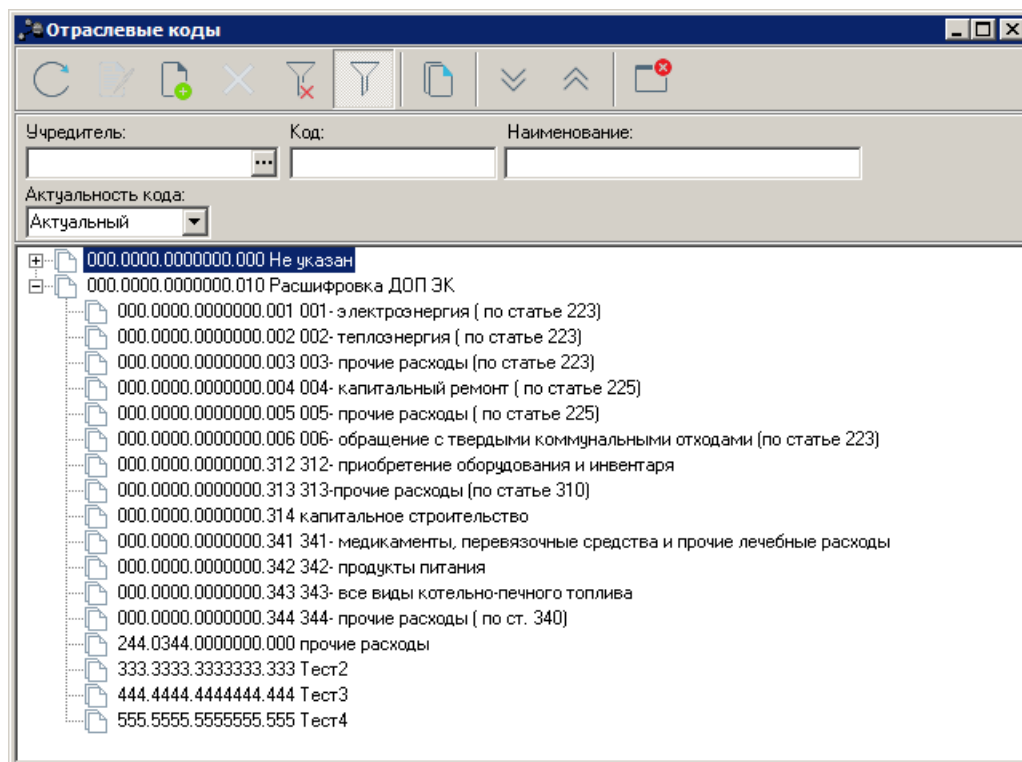 Отраслевые коды
Учредитель: Код: Наименование:
Актуальность кода:
Актуальный
000.0000.0000000.000 Не указан
000.0000.0000000.010 Расшифровка ДОП ЭК
000.0000.0000000.001 001- электроэнергия ( по статье 223)
000.0000.0000000.002 002- теплоэнергия ( по статье 223)
000.0000.0000000.003 003- прочие расходы (по статье 223)
000.0000.0000000.004 004- капитальный ремонт ( по статье 225)
000.0000.0000000.005 005- прочие расходы ( по статье 225)
000.0000.0000000.006 006- обращение с твердыми коммунальными отходами (по статье 223)
000.0000.0000000.312 312- приобретение оборудования и инвентаря
000.0000.0000000.313 313-прочие расходы (по статье 310)
000.0000.0000000.314 капитальное строительство
000.0000.0000000.341 341- медикаменты, перевязочные средства и прочие лечебные расходы
000.0000.0000000.342 342- продукты питания
000.0000.0000000.343 343- все виды котельно-печного топлива
000.0000.0000000.344 344- прочие расходы ( по ст. 340)
244.0344.0000000.000 прочие расходы
333.3333.3333333.333 Тест2
444.4444.4444444.444 Тест3
555.5555.5555555.555 Тест4